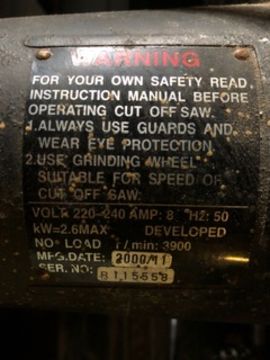 WARNING
FOR YOUR OWN SAFETY READ
INSTRUCTION MANUAL BEFORE
OPERATING CUT OFF SAW.
1.ALWAYS USE GUARDS AND
WEAR EYE PROTECTION.
2.USE GRINDING WHEEL
SUITABLE FOR SPEED OF
CUT OFF SAW.
VOLT: 220-240 AMP: 8 HZ: 50
kW=2.6MAX DEVELOPED
NO LOAD r/min: 3900
MFG.DATE: 2000/11
SER. NO: 8115558